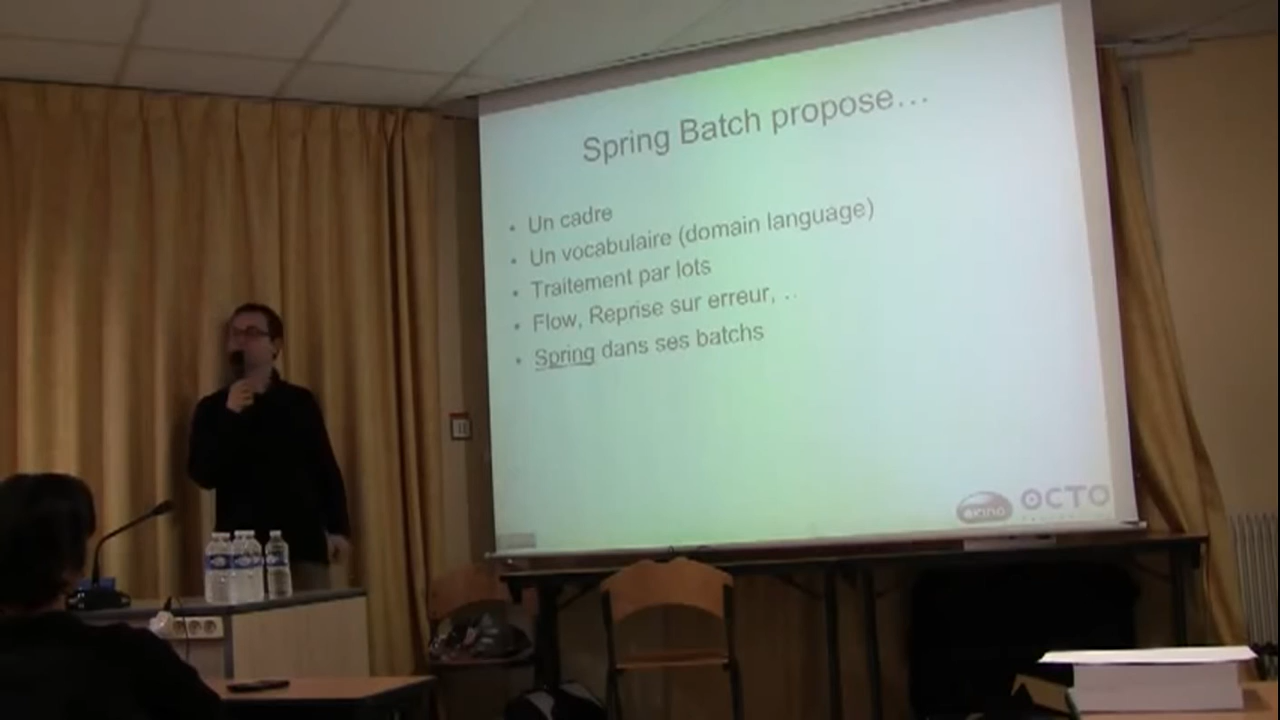 Spring Batch propose…
• Un cadre
• Un vocabulaire (domain language)
• Traitement par lots
• Flow, Reprise sur erreur, ..
• Spring dans ses batchs
OCTO